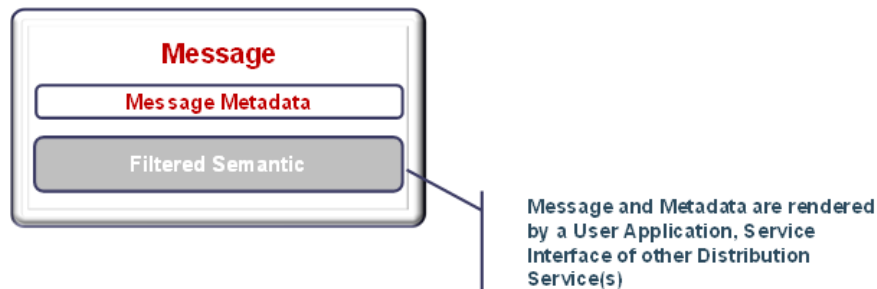 Message
Message Metadata
Filtered Semantic
Message and Metadata are rendered
by a User Application, Service
Interface of other Distribution
Service(s)